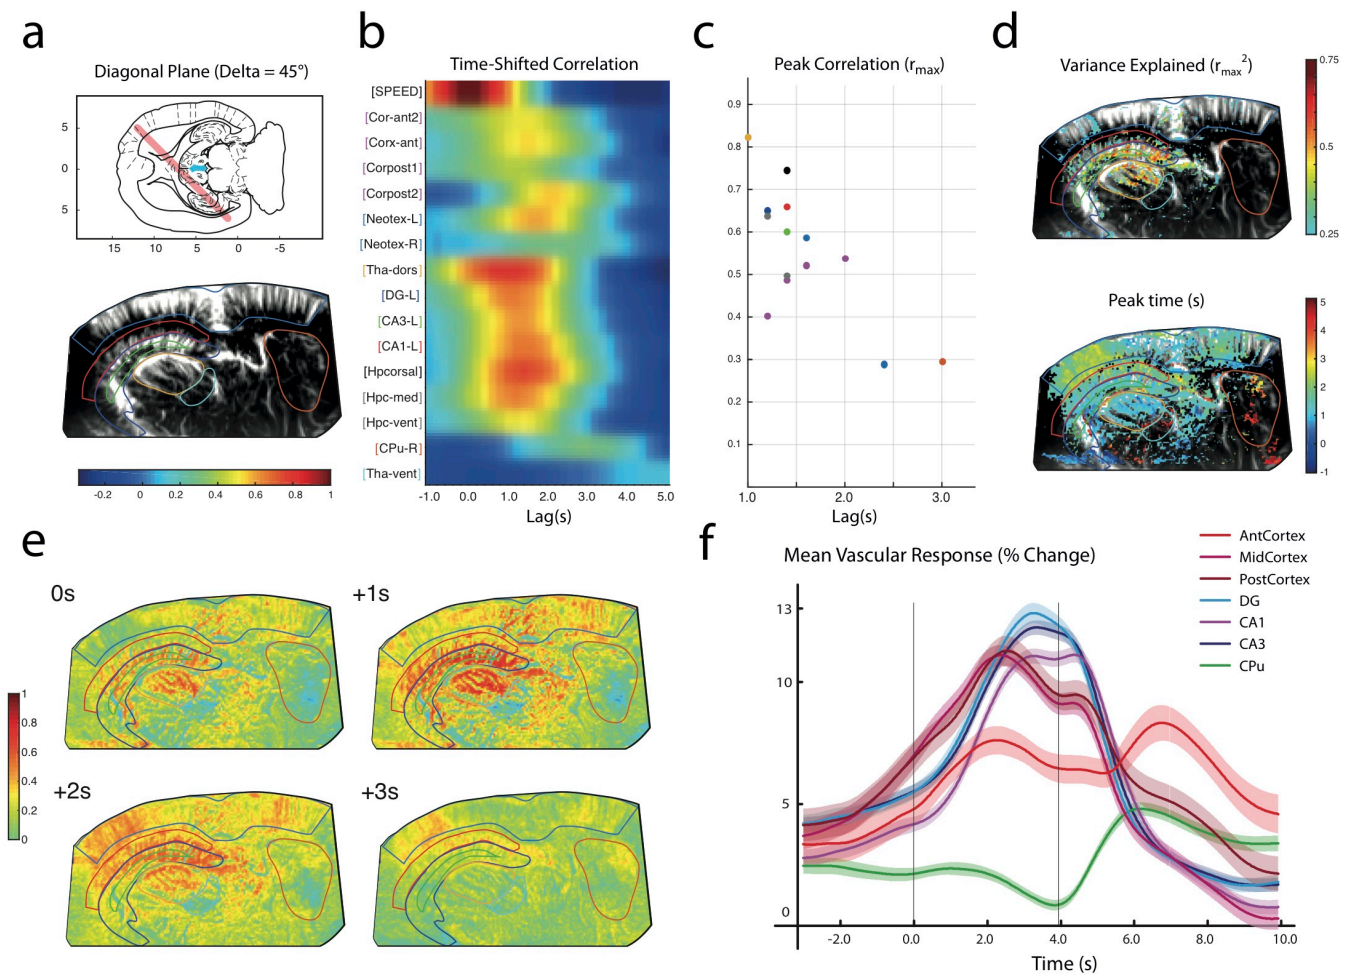 a
Diagonal Plane (Delta = 45°)
5
0
5
15 10 5 0 -5
-0.2 0 0.2 0.4 0.6 0.8 1
b
Time-Shifted Correlation
[SPEED]
[Cor-ant2]
[Corx-ant]
[Corpost1]
[Corpost2]
[Neotex-L]
[Neotex-R]
[Tha-dors]
[DG-L]
[CA3-L]
[CA1-L]
[Hpcorsal]
[Hpc-med]
[Hpc-vent]
[CPu-R]
[Tha-vent]
-1.0 0.0 1.0 2.0 3.0 4.0 5.0
Lag(s)
c
Peak Correlation (rmax)
0.9
0.8
0.7
0.6
0.5
0.4
0.3
0.2
0.1
1.0 2.0 3.0
Lag(s)
d
Variance Explained (rmax²)
0.75
0.5
0.25
Peak time (s)
5
4
3
2
1
0
-1
e
0s
+1s
+2s
+3s
1
0.8
0.6
0.4
0.2
0
f
Mean Vascular Response (% Change)
AntCortex
MidCortex
PostCortex
DG
CA1
CA3
CPu
13
10
5
0
-2.0 0.0 2.0 4.0 6.0 8.0 10.0
Time (s)